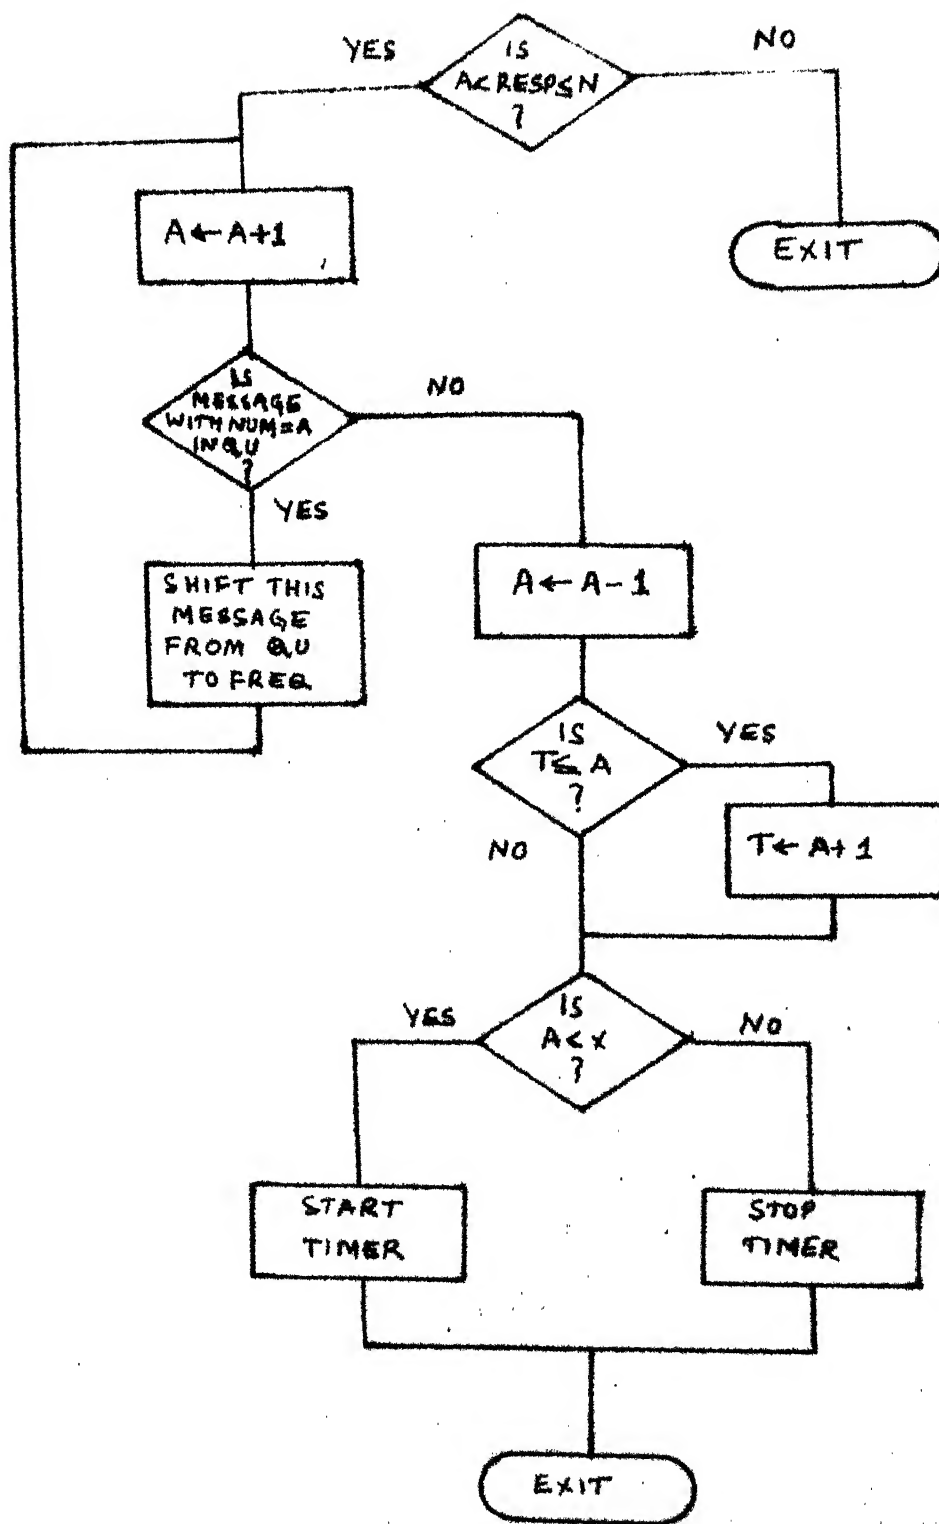 YES
IS
A<RESP≤N
?
NO
A←A+1
EXIT
IS
MESSAGE
WITH NUM=A
IN QU
?
NO
YES
SHIFT THIS
MESSAGE
FROM QU
TO FREQ
A←A-1
IS
T≤A
?
YES
NO
T←A+1
IS
A<X
?
YES
NO
START
TIMER
STOP
TIMER
EXIT